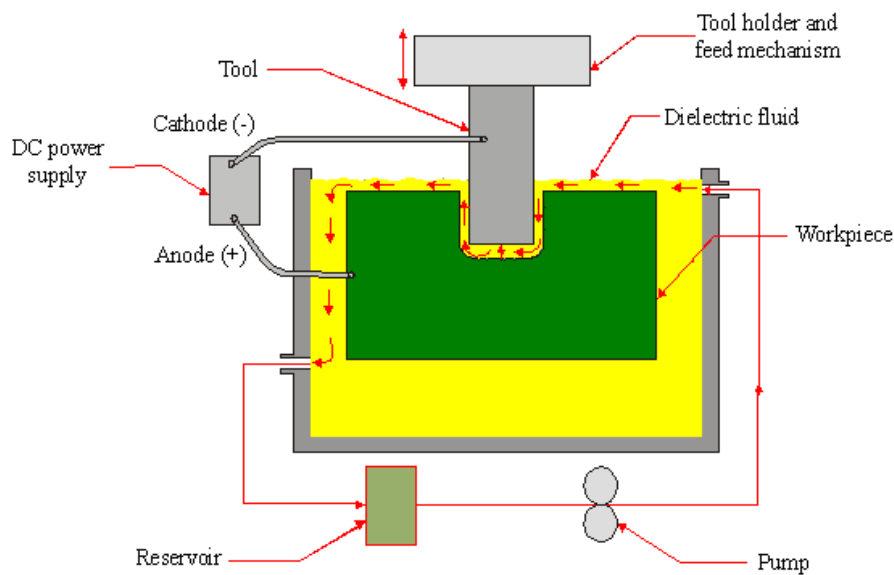 Tool holder and
feed mechanism
Tool
Cathode (-)
Dielectric fluid
DC power
supply
Workpiece
Anode (+)
Reservoir
Pump